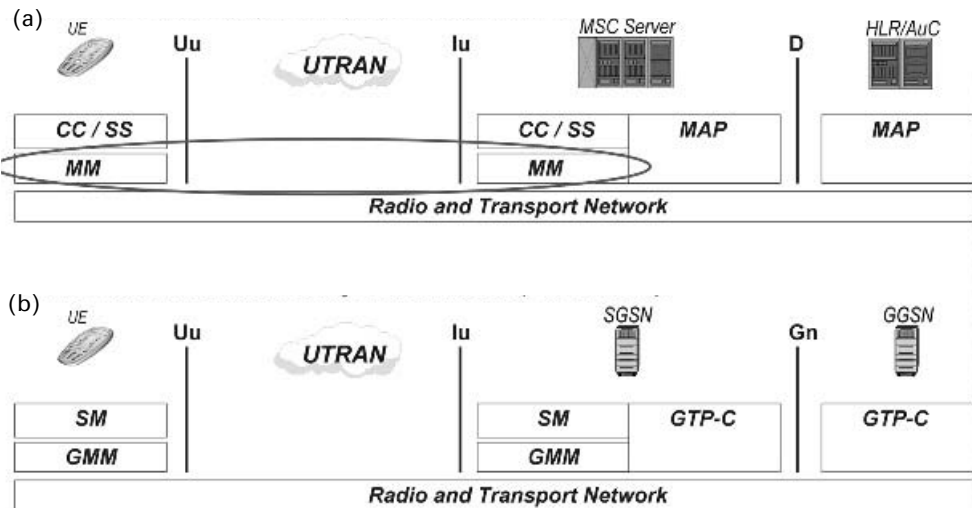 (a)
UE
Uu
UTRAN
Iu
MSC Server
D
HLR/AuC
CC / SS
CC / SS
MAP
MAP
MM
MM
Radio and Transport Network
(b)
UE
Uu
UTRAN
Iu
SGSN
Gn
GGSN
SM
SM
GTP-C
GTP-C
GMM
GMM
Radio and Transport Network